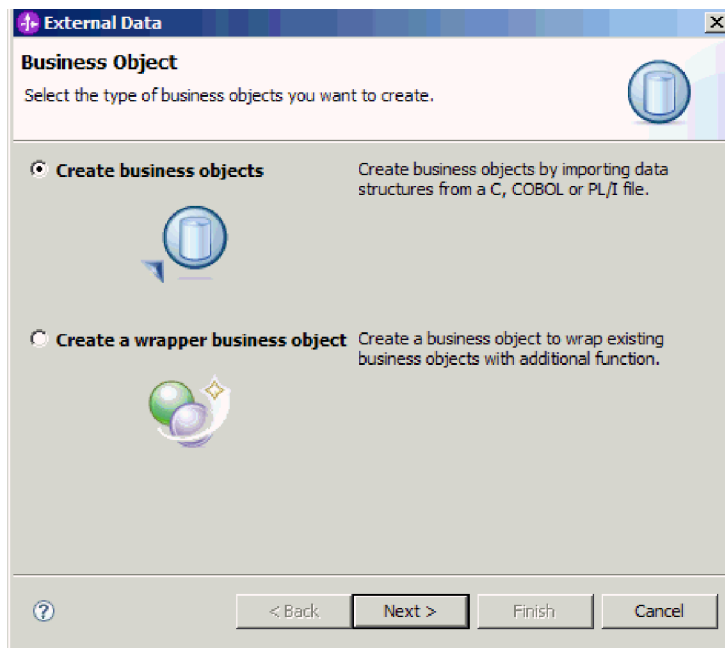 External Data
Business Object
Select the type of business objects you want to create.
Create business objects
Create business objects by importing data
structures from a C, COBOL or PL/I file.
Create a wrapper business object
Create a business object to wrap existing
business objects with additional function.
< Back
Next >
Finish
Cancel